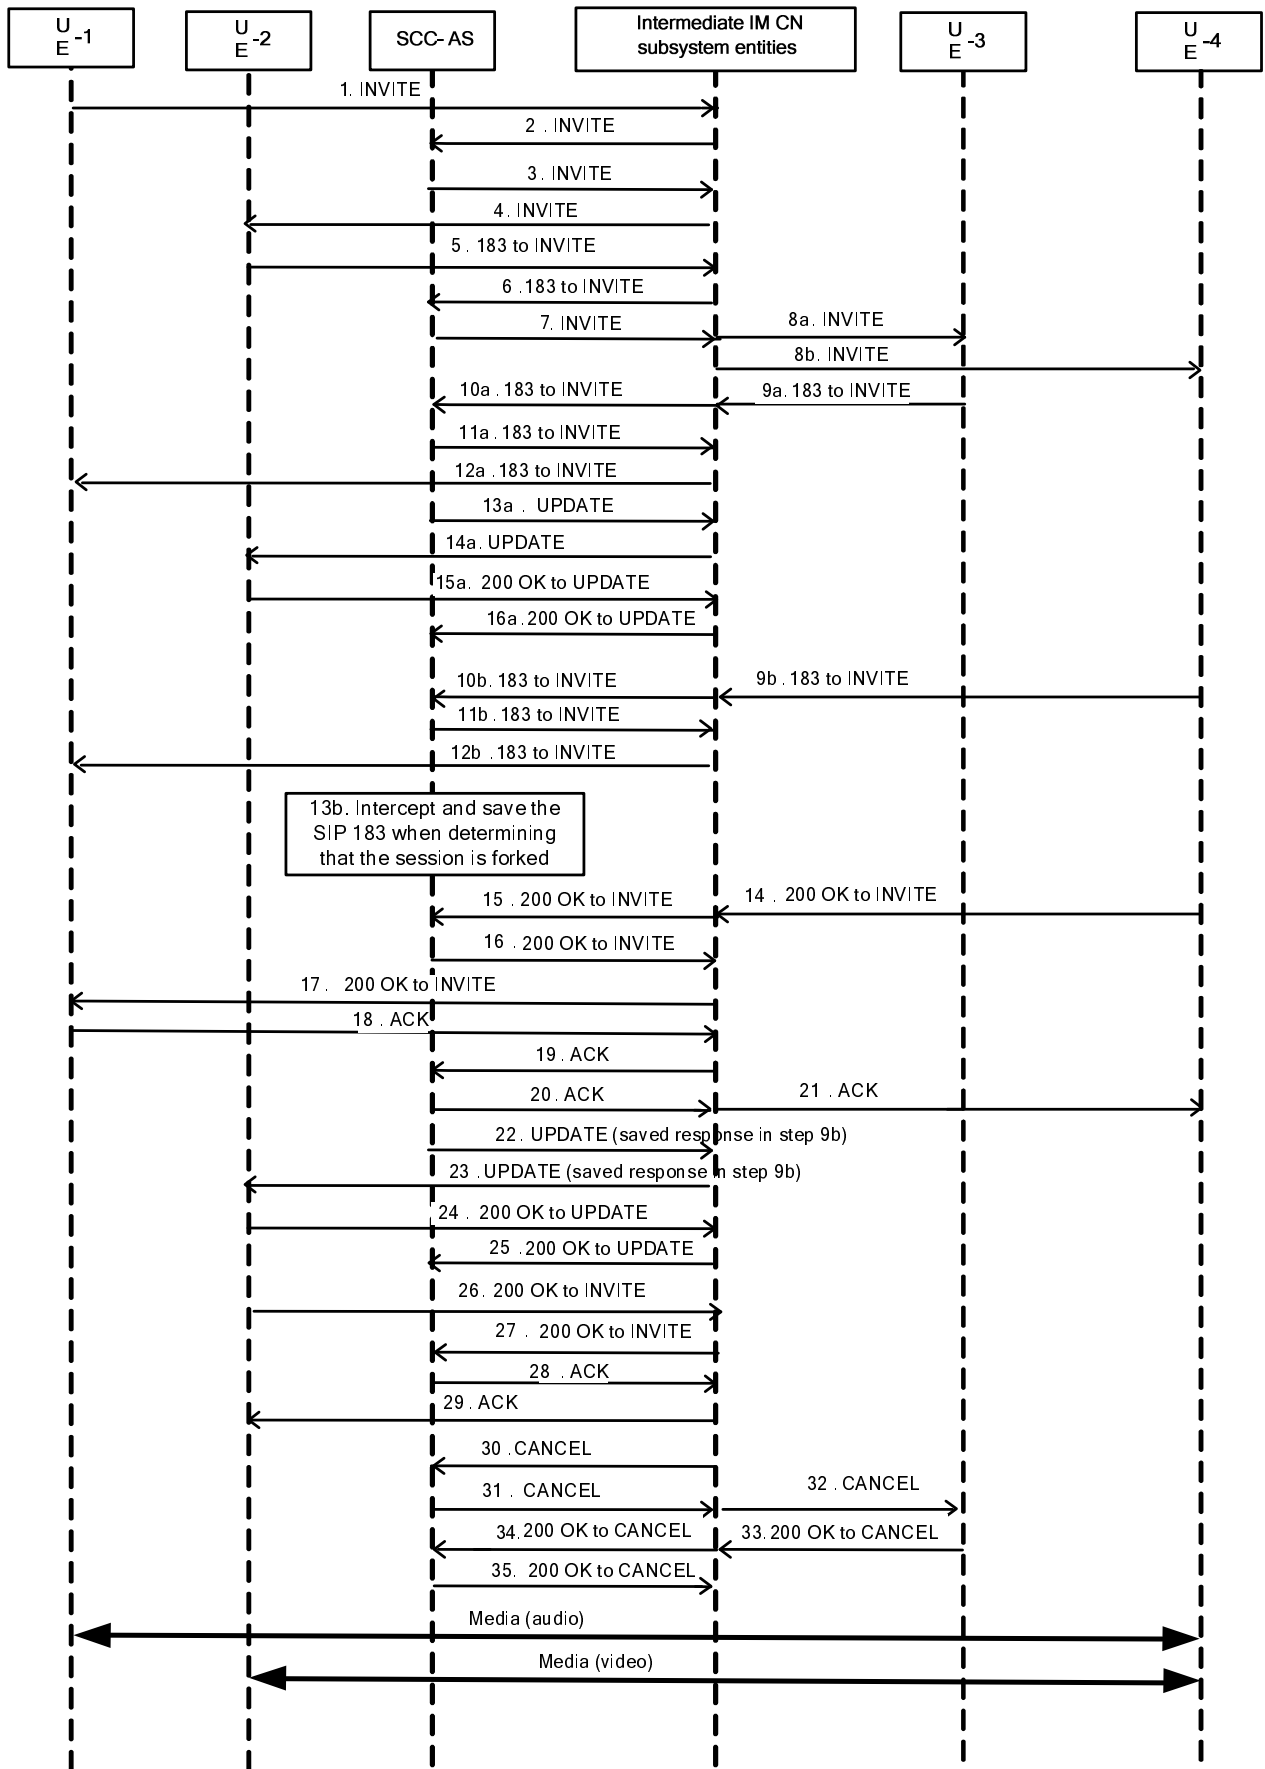 U
E -1
U
E -2
SCC- AS
Intermediate IM CN
subsystem entities
U
E -3
U
E -4
1. INVITE
2 . INVITE
3. INVITE
4. INVITE
5 . 183 to INVITE
6 .183 to INVITE
7. INVITE
8a. INVITE
8b. INVITE
10a .183 to INVITE
9a. 183 to INVITE
11a .183 to INVITE
12a .183 to INVITE
13a . UPDATE
14a. UPDATE
15a. 200 OK to UPDATE
16a .200 OK to UPDATE
10b. 183 to INVITE
9b .183 to INVITE
11b .183 to INVITE
12b .183 to INVITE
13b. Intercept and save the
SIP 183 when determining
that the session is forked
15 . 200 OK to INVITE
14 . 200 OK to INVITE
16 . 200 OK to INVITE
17 . 200 OK to INVITE
18 . ACK
19 . ACK
20. ACK
21 . ACK
22. UPDATE (saved response in step 9b)
23 .UPDATE (saved response in step 9b)
24 . 200 OK to UPDATE
25 .200 OK to UPDATE
26. 200 OK to INVITE
27 . 200 OK to INVITE
28 . ACK
29 . ACK
30 .CANCEL
31 . CANCEL
32 . CANCEL
34. 200 OK to CANCEL
33. 200 OK to CANCEL
35. 200 OK to CANCEL
Media (audio)
Media (video)